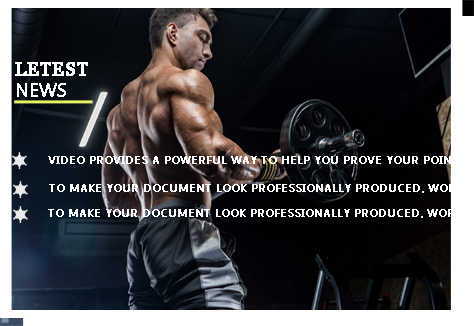 LETEST
NEWS
VIDEO PROVIDES A POWERFUL WAY TO HELP YOU PROVE YOUR POIN
TO MAKE YOUR DOCUMENT LOOK PROFESSIONALLY PRODUCED, WOR
TO MAKE YOUR DOCUMENT LOOK PROFESSIONALLY PRODUCED, WOR